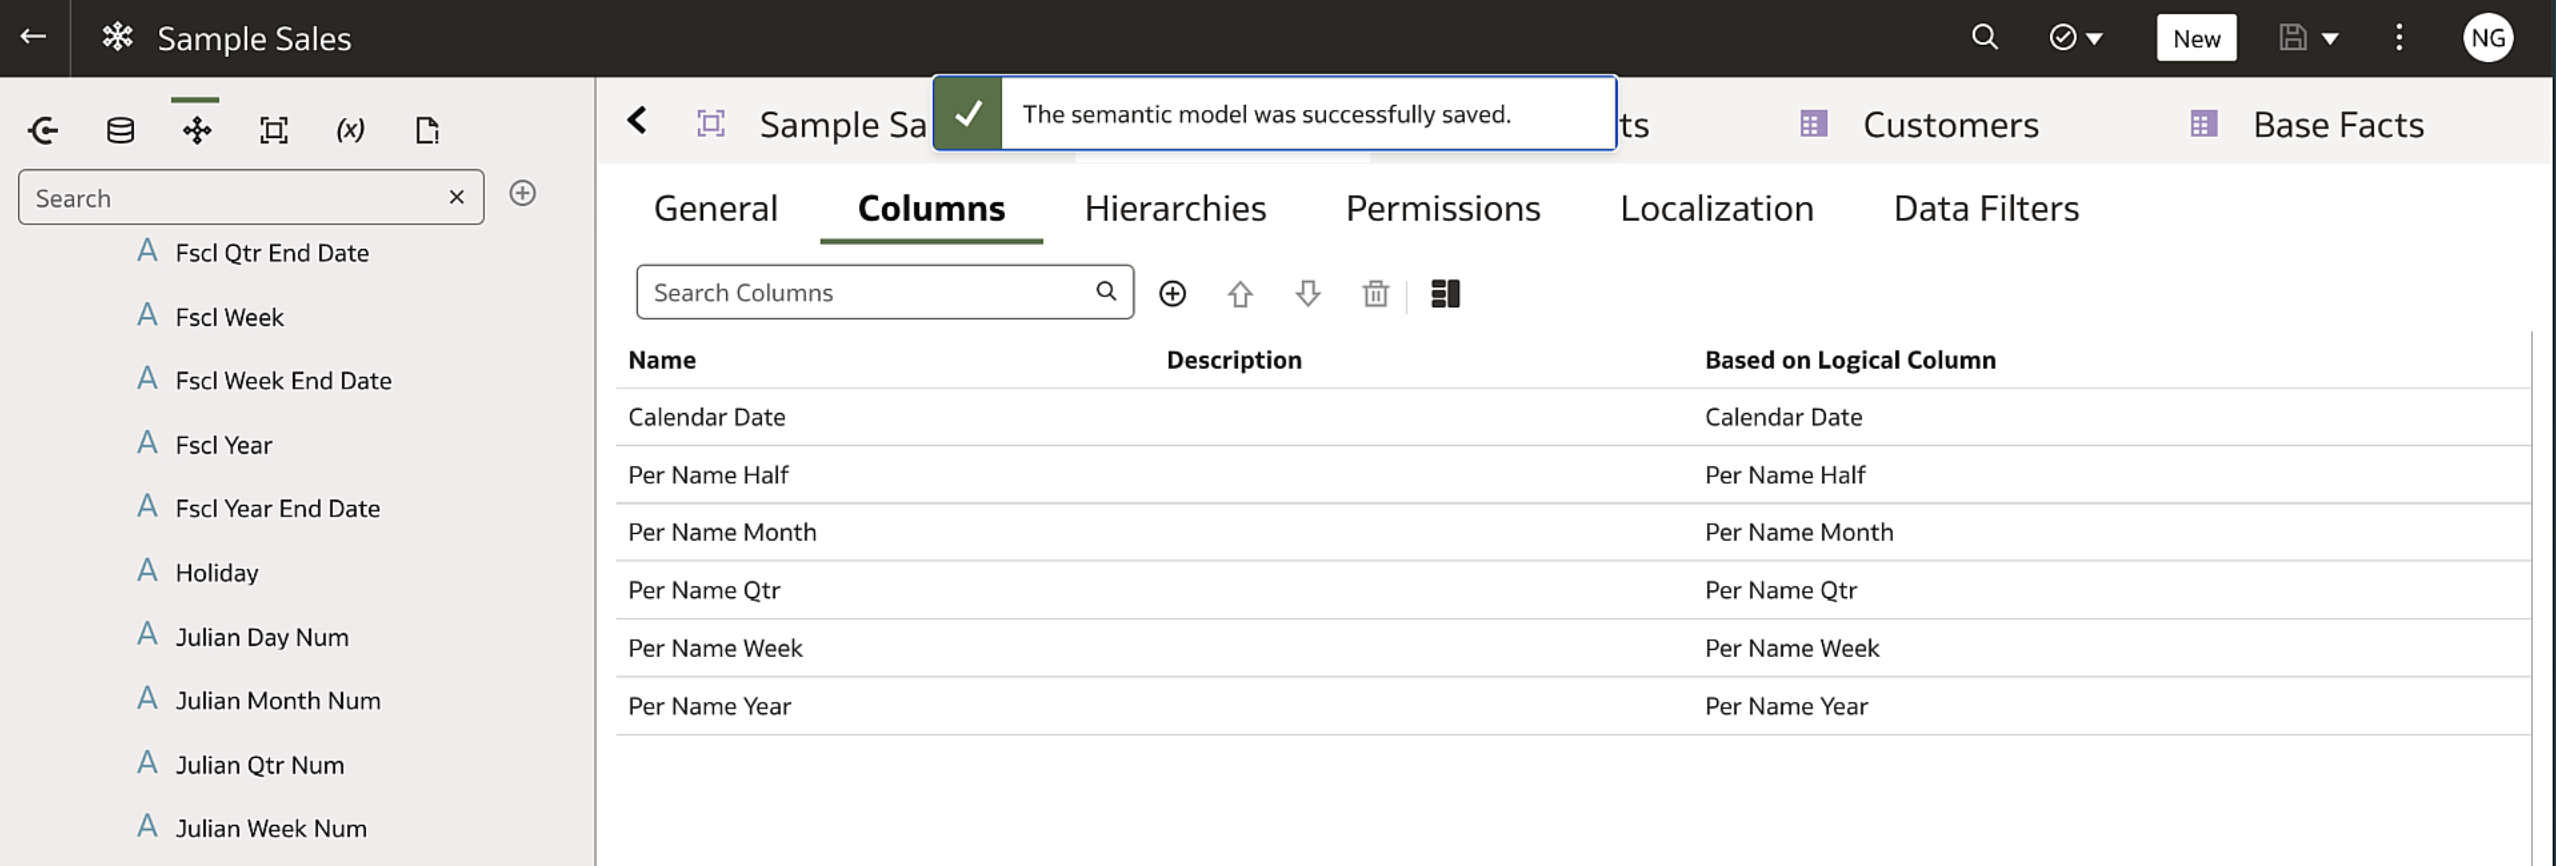 Sample Sales
New
NG
The semantic model was successfully saved.
Sample Sa
ts
Customers
Base Facts
(x)
Search
General
Columns
Hierarchies
Permissions
Localization
Data Filters
Search Columns
A Fscl Qtr End Date
A Fscl Week
A Fscl Week End Date
A Fscl Year
A Fscl Year End Date
A Holiday
A Julian Day Num
A Julian Month Num
A Julian Qtr Num
A Julian Week Num
Name Description Based on Logical Column
Calendar Date Calendar Date
Per Name Half Per Name Half
Per Name Month Per Name Month
Per Name Qtr Per Name Qtr
Per Name Week Per Name Week
Per Name Year Per Name Year